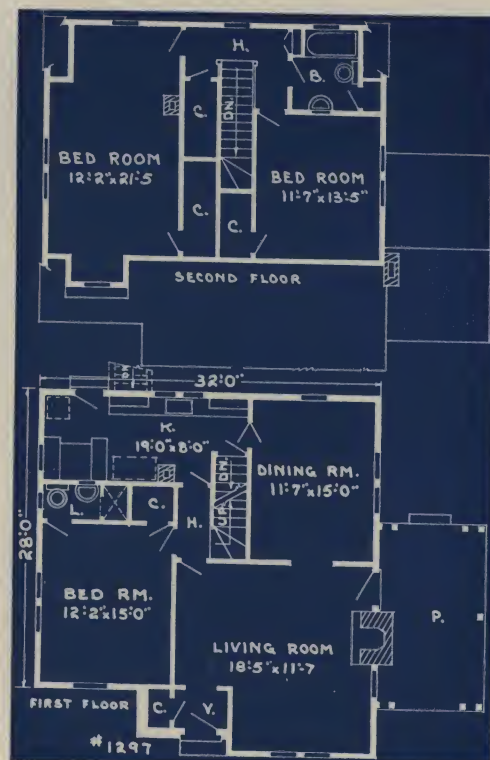 H.
B.
C.
DN.
BED ROOM
12'-2"x21'-5
BED ROOM
11'-7"x13'-5"
C.
C.
SECOND FLOOR
DN
32'-0"
K.
19'-0"x8'-0"
DINING RM.
11'-7"x15'-0"
DN.
UP
L.
C.
H.
28'-0"
BED RM.
12'-2"x15'-0"
P.
LIVING ROOM
18'-5"x11'-7
FIRST FLOOR
C.
V.
#1297